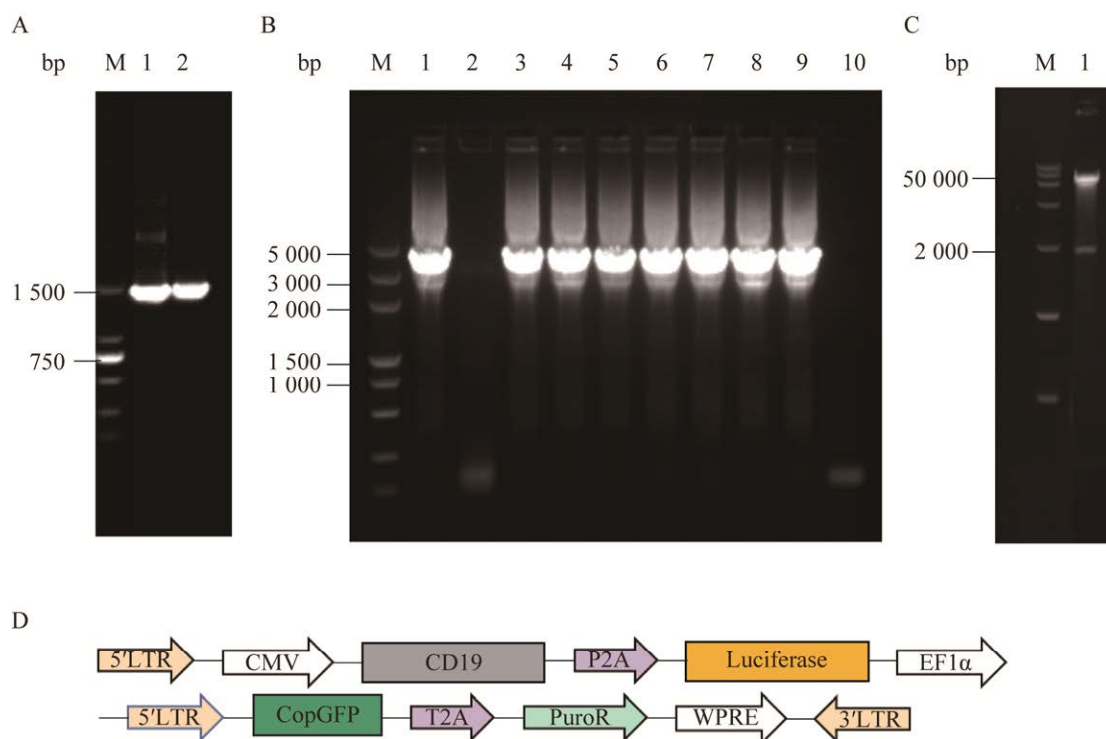 A
bp M 1 2
1 500
750
B
bp M 1 2 3 4 5 6 7 8 9 10
5 000
3 000
2 000
1 500
1 000
C
bp M 1
50 000
2 000
D
5′LTR CMV CD19 P2A Luciferase EF1α
5′LTR CopGFP T2A PuroR WPRE 3′LTR